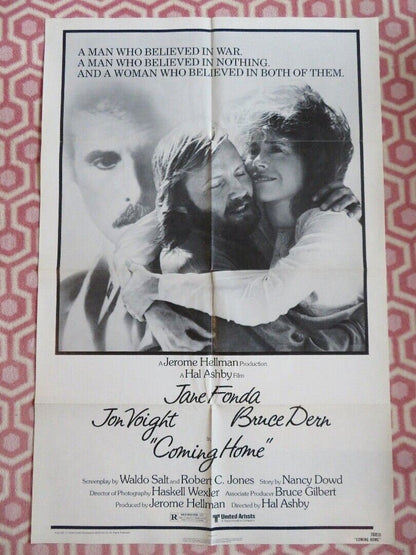 A MAN WHO BELIEVED IN WAR.
A MAN WHO BELIEVED IN NOTHING.
AND A WOMAN WHO BELIEVED IN BOTH OF THEM.
A Jerome Hellman Production
A Hal Ashby Film
Jane Fonda
Jon Voight Bruce Dern
"Coming Home"
Screenplay by Waldo Salt and Robert C. Jones Story by Nancy Dowd
Director of Photography Haskell Wexler Associate Producer Bruce Gilbert
Produced by Jerome Hellman Directed by Hal Ashby
R United Artists
"COMING HOME"